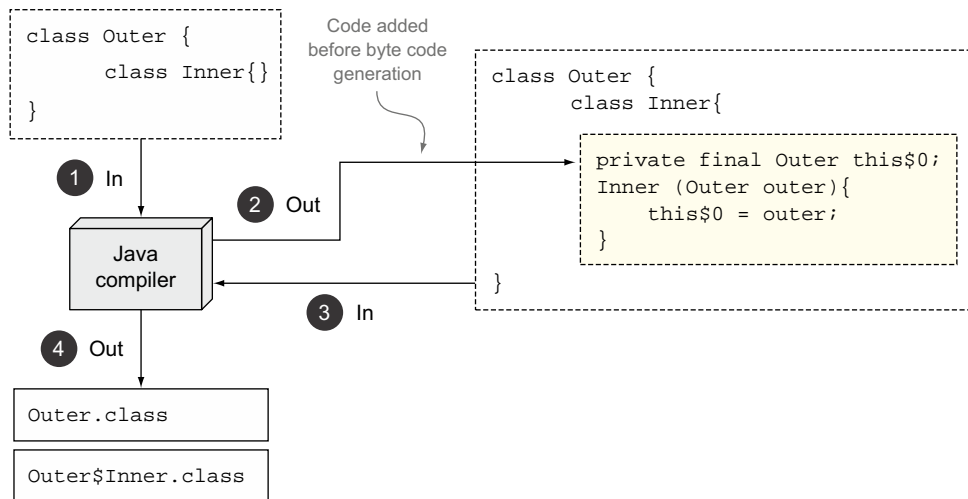 class Outer {
class Inner{}
}
Code added
before byte code
generation
class Outer {
class Inner{
private final Outer this$0;
Inner (Outer outer){
this$0 = outer;
}
}
1 In
2 Out
Java
compiler
3 In
4 Out
Outer.class
Outer$Inner.class